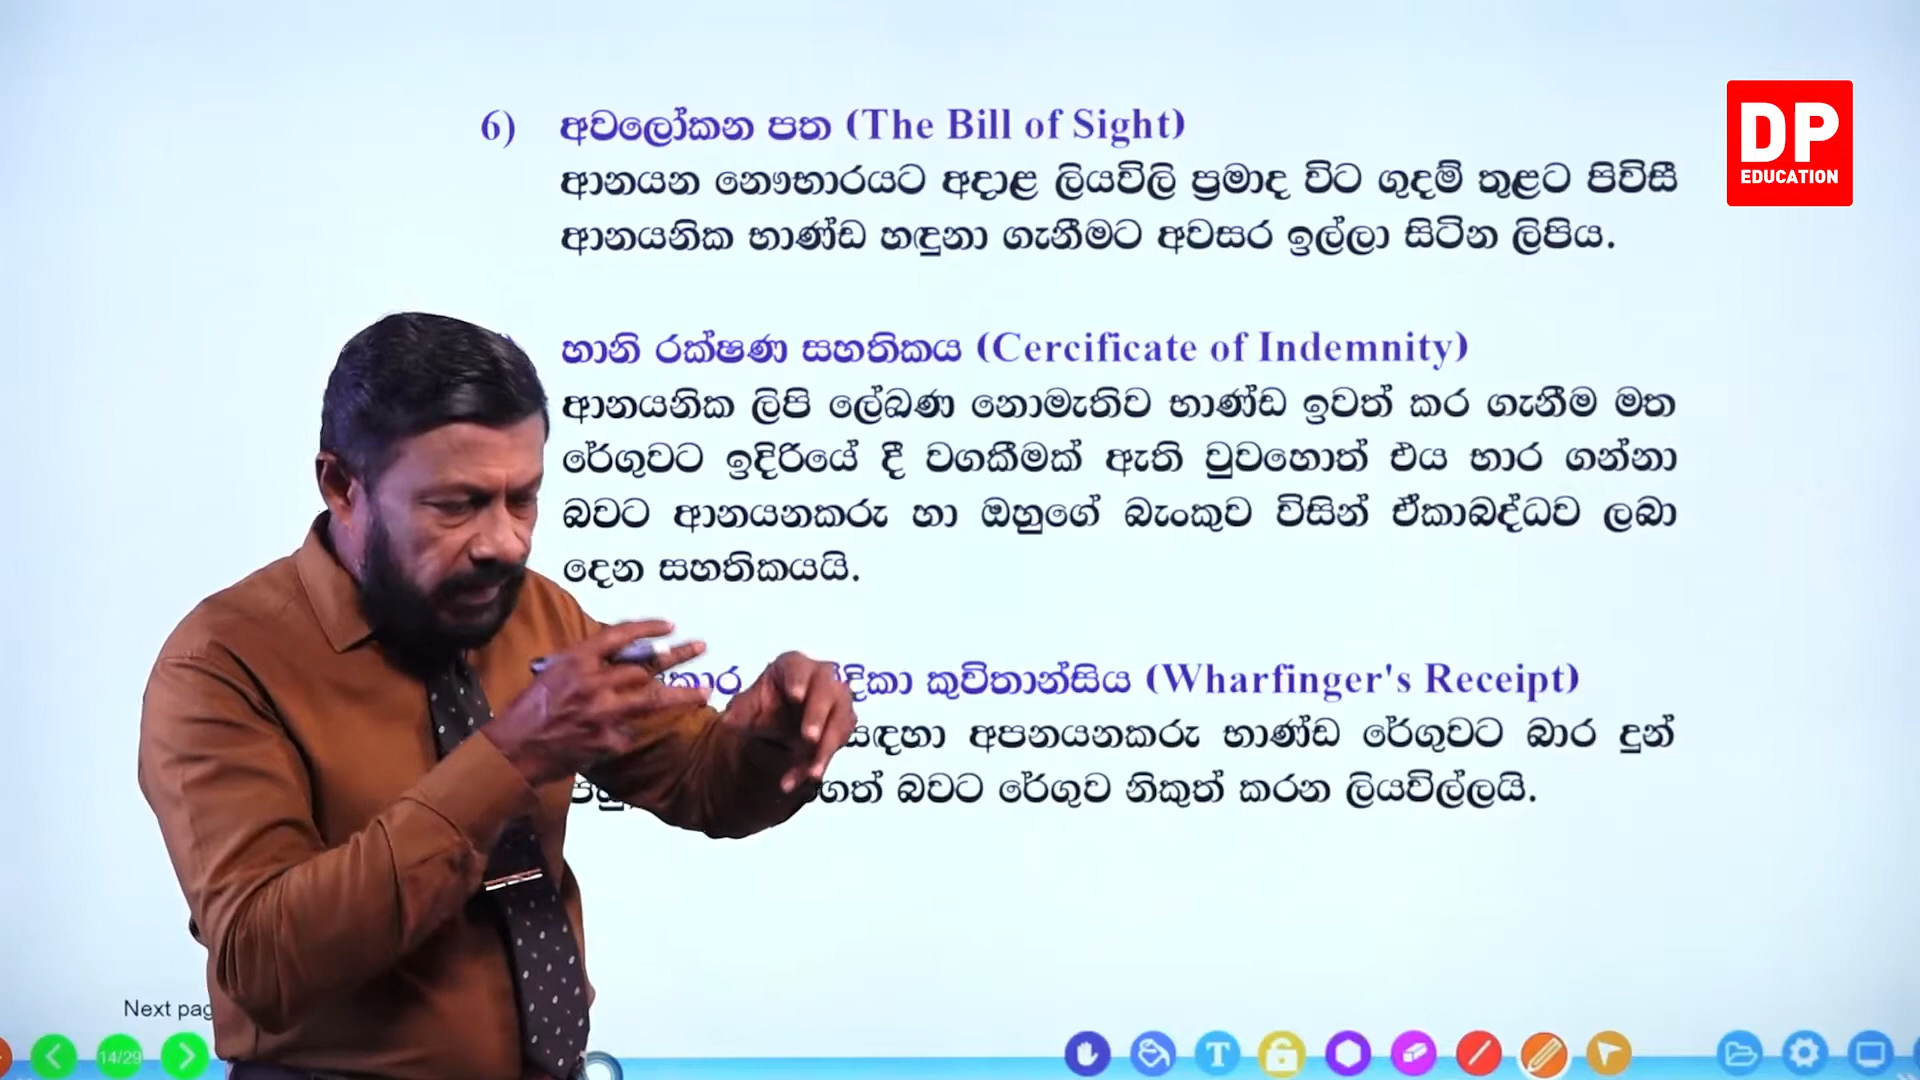 DP
EDUCATION
6) අවලෝකන පත (The Bill of Sight)
ආනයන නෞභාරයට අදාළ ලියවිලි ප්‍රමාද විට ගුදම් තුළට පිවිසී
ආනයනික භාණ්ඩ හඳුනා ගැනීමට අවසර ඉල්ලා සිටින ලිපිය.
හානි රක්ෂණ සහතිකය (Cercificate of Indemnity)
ආනයනික ලිපි ලේඛණ නොමැතිව භාණ්ඩ ඉවත් කර ගැනීම මත
රේගුවට ඉදිරියේ දී වගකීමක් ඇති වුවහොත් එය භාර ගන්නා
බවට ආනයනකරු හා ඔහුගේ බැංකුව විසින් ඒකාබද්ධව ලබා
දෙන සහතිකයයි.
කුවිතාන්සිය (Wharfinger's Receipt)
සඳහා අපනයනකරු භාණ්ඩ රේගුවට බාර දුන්
බවට රේගුව නිකුත් කරන ලියවිල්ලයි.
Next
14/29